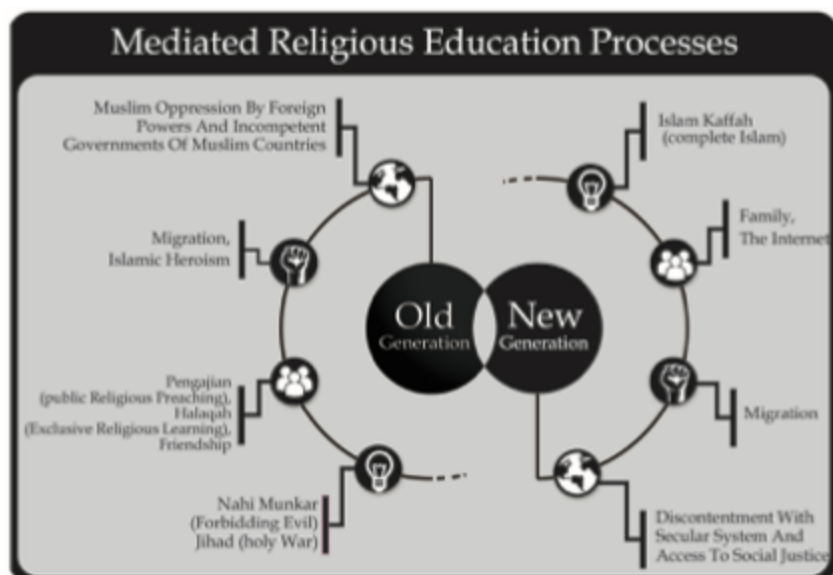 Mediated Religious Education Processes
Muslim Oppression By Foreign
Powers And Incompetent
Governments Of Muslim Countries
Migration,
Islamic Heroism
Pengajian
(public Religious Preaching),
Halaqah
(Exclusive Religious Learning),
Friendship
Nahi Munkar
(Forbidding Evil)
Jihad (holy War)
Old
Generation
New
Generation
Islam Kaffah
(complete Islam)
Family,
The Internet
Migration
Discontentment With
Secular System And
Access To Social Justice